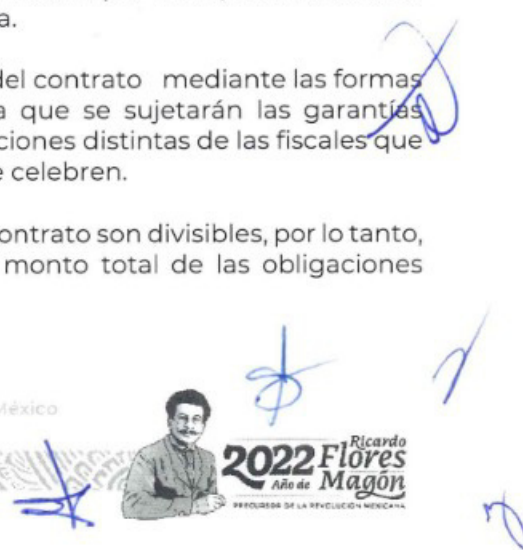 a.
del contrato mediante las formas
a que se sujetarán las garantías
ciones distintas de las fiscales que
e celebren.
ontrato son divisibles, por lo tanto,
monto total de las obligaciones
México
2022 Ricardo
Flores
Año de Magón
PRECURSOR DE LA REVOLUCIÓN MEXICANA